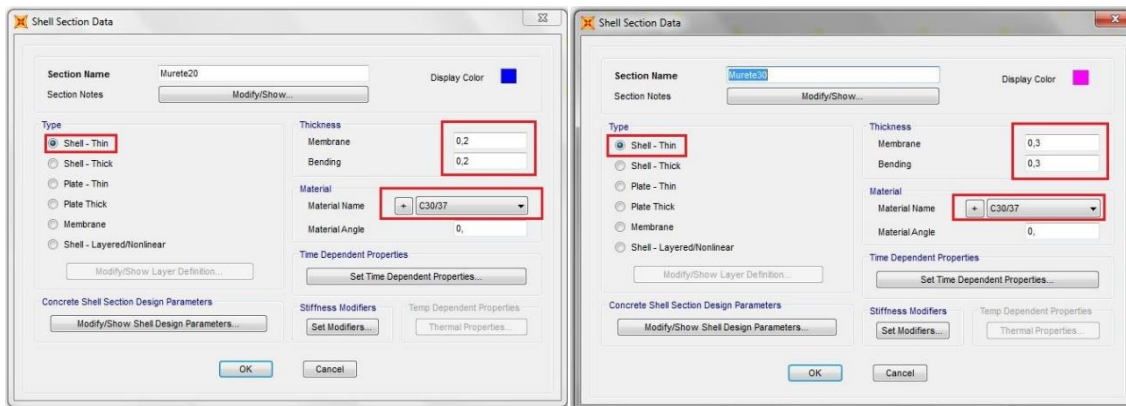 Shell Section Data
Section Name Murete20 Display Color
Section Notes Modify/Show...
Type
Shell - Thin
Shell - Thick
Plate - Thin
Plate Thick
Membrane
Shell - Layered/Nonlinear
Modify/Show Layer Definition...
Thickness
Membrane 0,2
Bending 0,2
Material
Material Name + C30/37
Material Angle 0,
Time Dependent Properties
Set Time Dependent Properties...
Concrete Shell Section Design Parameters
Modify/Show Shell Design Parameters...
Stiffness Modifiers
Set Modifiers...
Temp Dependent Properties
Thermal Properties...
OK Cancel
Shell Section Data
Section Name Murete30 Display Color
Section Notes Modify/Show...
Type
Shell - Thin
Shell - Thick
Plate - Thin
Plate Thick
Membrane
Shell - Layered/Nonlinear
Modify/Show Layer Definition...
Thickness
Membrane 0,3
Bending 0,3
Material
Material Name + C30/37
Material Angle 0,
Time Dependent Properties
Set Time Dependent Properties...
Concrete Shell Section Design Parameters
Modify/Show Shell Design Parameters...
Stiffness Modifiers
Set Modifiers...
Temp Dependent Properties
Thermal Properties...
OK Cancel